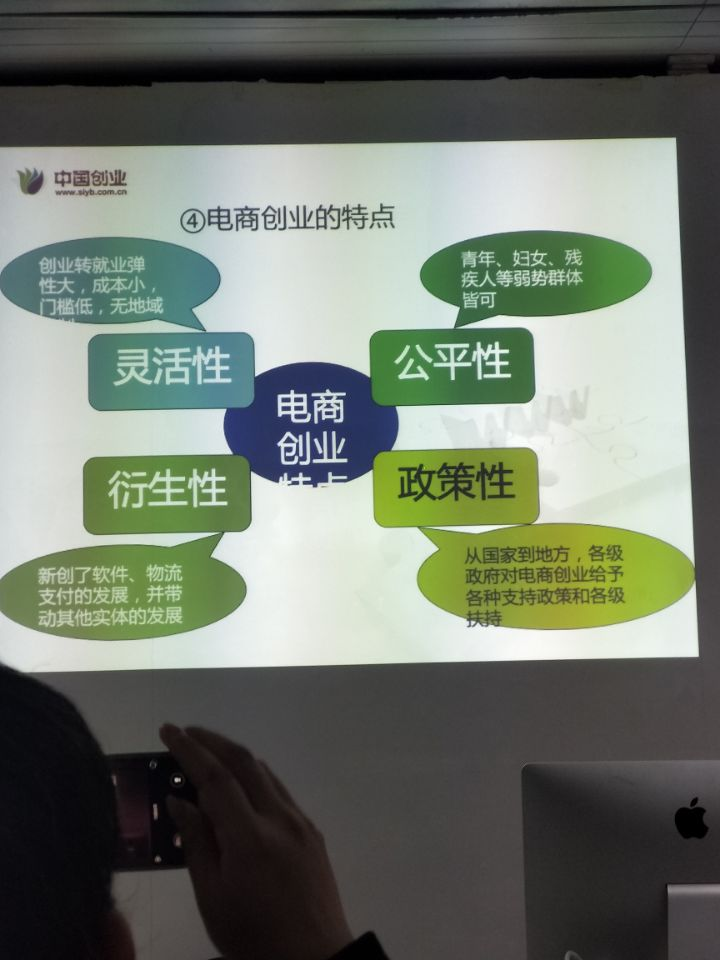 中国创业
www.siyb.com.cn
④电商创业的特点
创业转就业弹
性大，成本小，
门槛低，无地域
青年、妇女、残
疾人等弱势群体
皆可
灵活性
公平性
电商
创业
特点
衍生性
政策性
新创了软件、物流
支付的发展，并带
动其他实体的发展
从国家到地方，各级
政府对电商创业给予
各种支持政策和各级
扶持
www